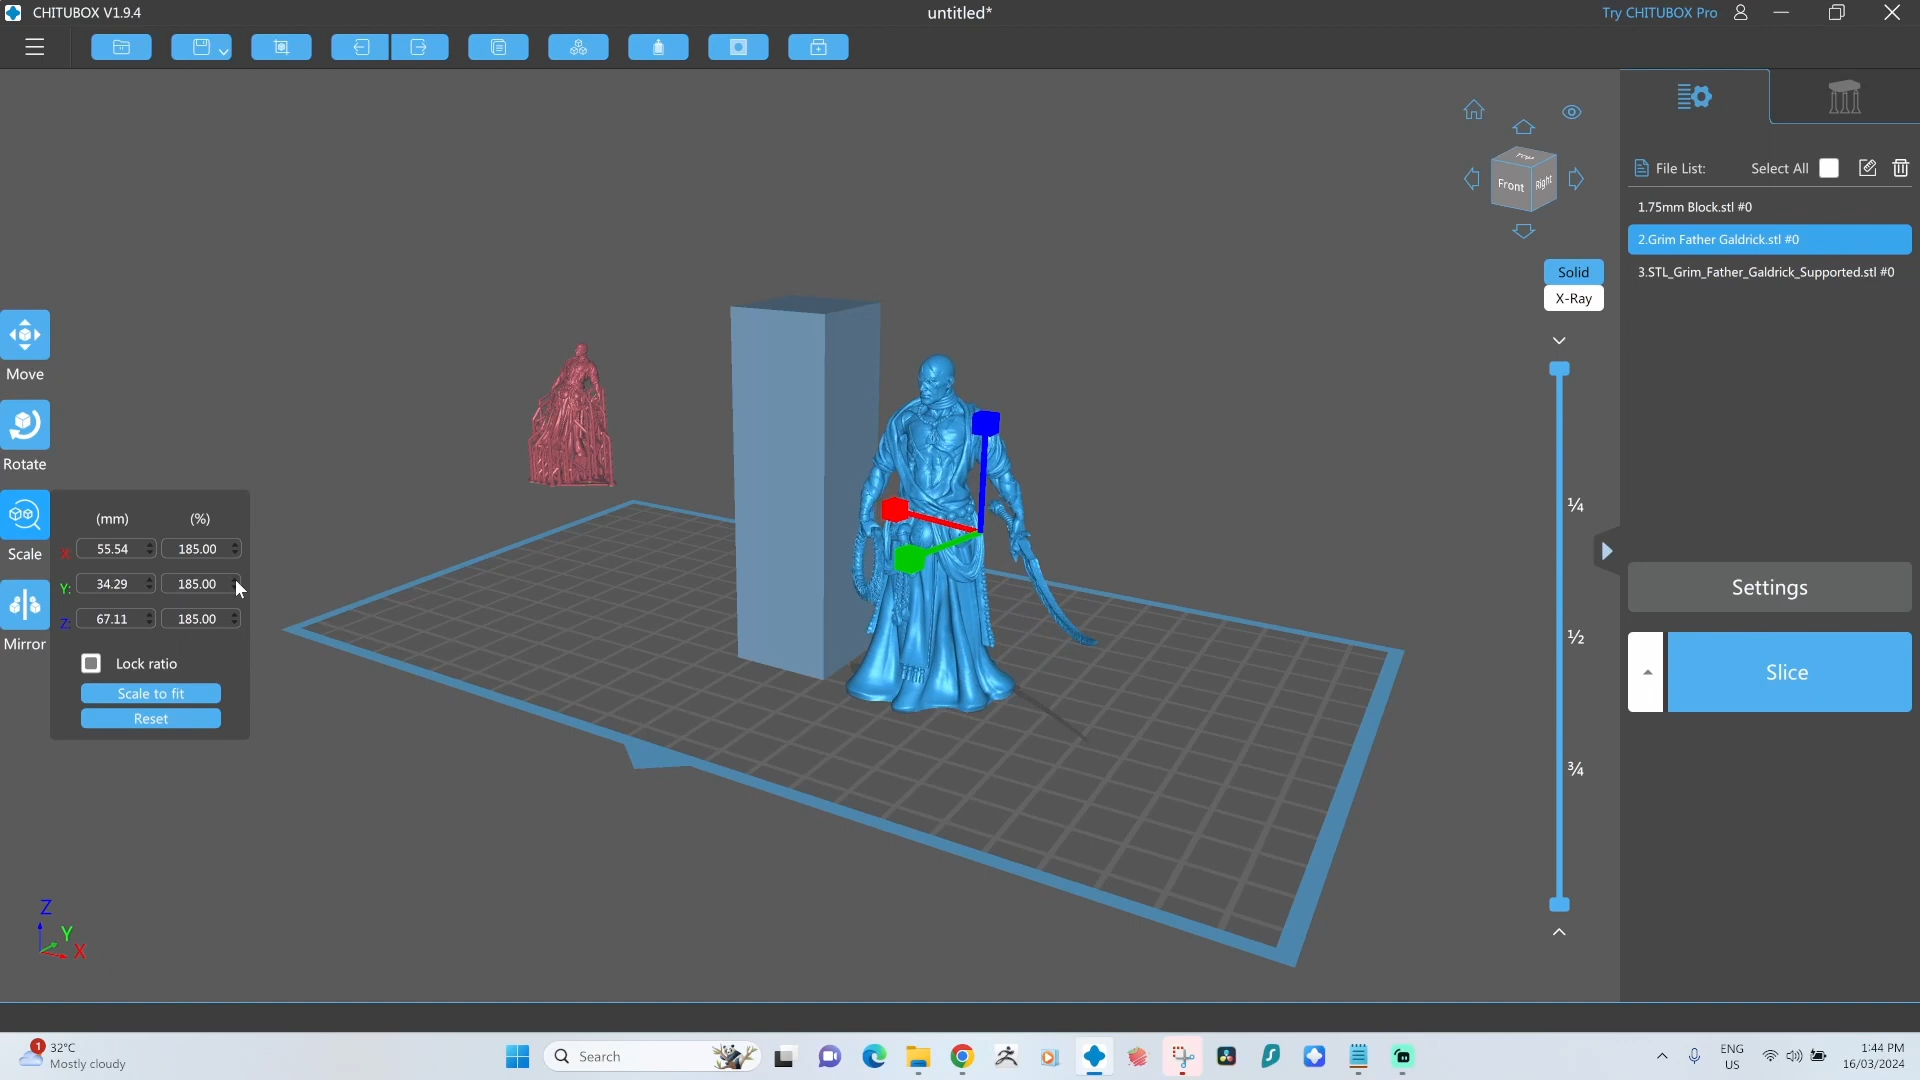 CHITUBOX V1.9.4
untitled*
Try CHITUBOX Pro
File List:
Select All
1.75mm Block.stl #0
2.Grim Father Galdrick.stl #0
3.STL_Grim_Father_Galdrick_Supported.stl #0
Top
Front
Right
Solid
X-Ray
Move
Rotate
Scale
Mirror
(mm) (%)
X: 55.54 185.00
Y: 34.29 185.00
Z: 67.11 185.00
Lock ratio
Scale to fit
Reset
¼
½
¾
Settings
Slice
Z
Y
X
1
32°C
Mostly cloudy
Search
ENG
US
1:44 PM
16/03/2024